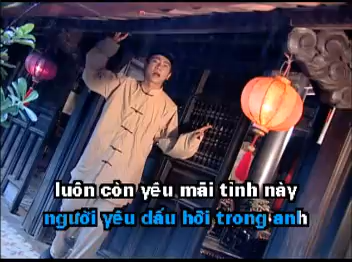 luôn còn yêu mãi tình này
người yêu dấu hỡi trong anh